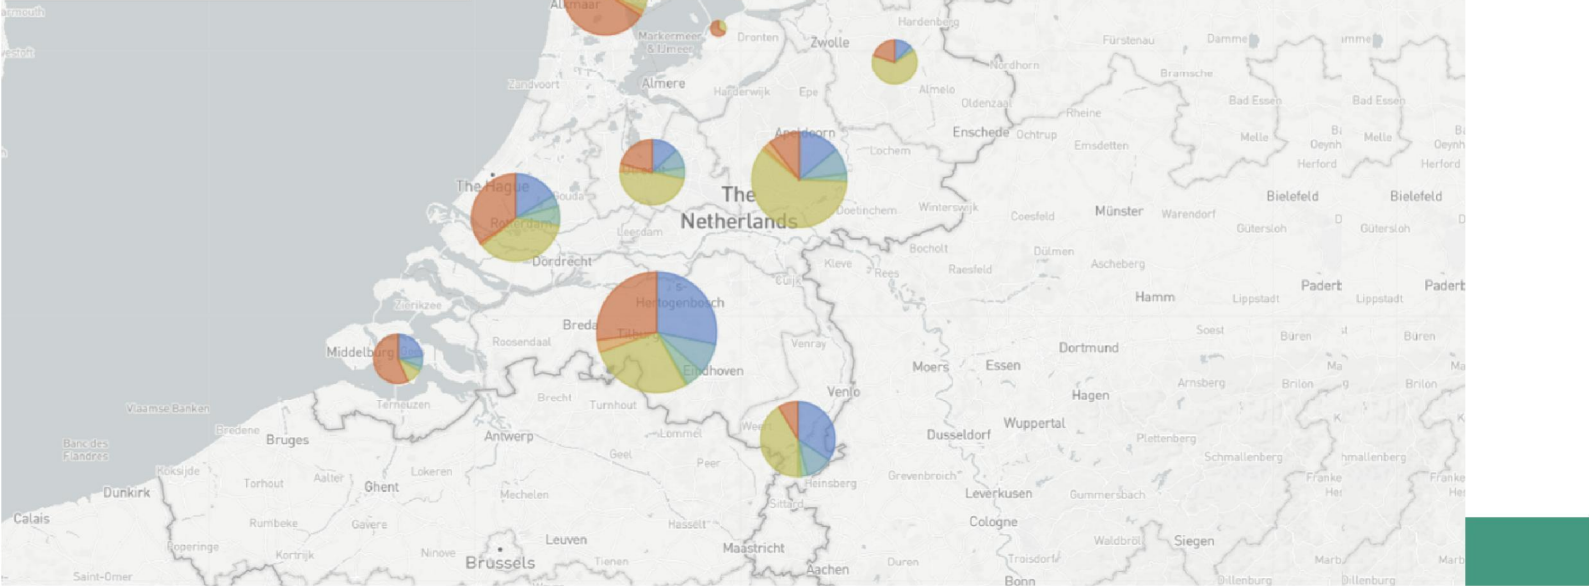 Alkmaar
Hardenberg
Markermeer
& IJmeer
Dronten
Zwolle
Fürstenau
Damme
Nordhorn
Zandvoort
Almere
Harderwijk
Epe
Almelo
Bramsche
Oldenzaal
Bad Essen
Bad Essen
Rheine
Apeldoorn
Enschede
Ochtrup
Melle
Melle
Emsdetten
Lochem
Herford
Herford
The Hague
Gouda
The
Netherlands
Doetinchem
Winterswijk
Bielefeld
Bielefeld
Coesfeld
Münster
Warendorf
Rotterdam
Leerdam
Gütersloh
Gütersloh
Bocholt
Dülmen
Dordrecht
Kleve
Rees
Raesfeld
Ascheberg
Cuijk
Zierikzee
Hertogenbosch
Hamm
Lippstadt
Lippstadt
Breda
Tilburg
Soest
Büren
Büren
Roosendaal
Venray
Dortmund
Middelburg
Eindhoven
Moers
Essen
Arnsberg
Brilon
Brilon
Venlo
Hagen
Brecht
Turnhout
Terneuzen
Vlaamse Banken
Wuppertal
Bruges
Antwerp
Lommel
Dusseldorf
Plettenberg
Banc des
Flandres
Geel
Peer
Schmallenberg
Koksijde
Torhout
Aalter
Lokeren
Grevenbroich
Heinsberg
Dunkirk
Ghent
Mechelen
Leverkusen
Gummersbach
Sittard
Calais
Rumbeke
Gavere
Hasselt
Cologne
Leuven
Maastricht
Waldbröl
Siegen
Poperinge
Kortrijk
Ninove
Brussels
Tienen
Aachen
Duren
Troisdorf
Saint-Omer
Bonn
Dillenburg
Dillenburg